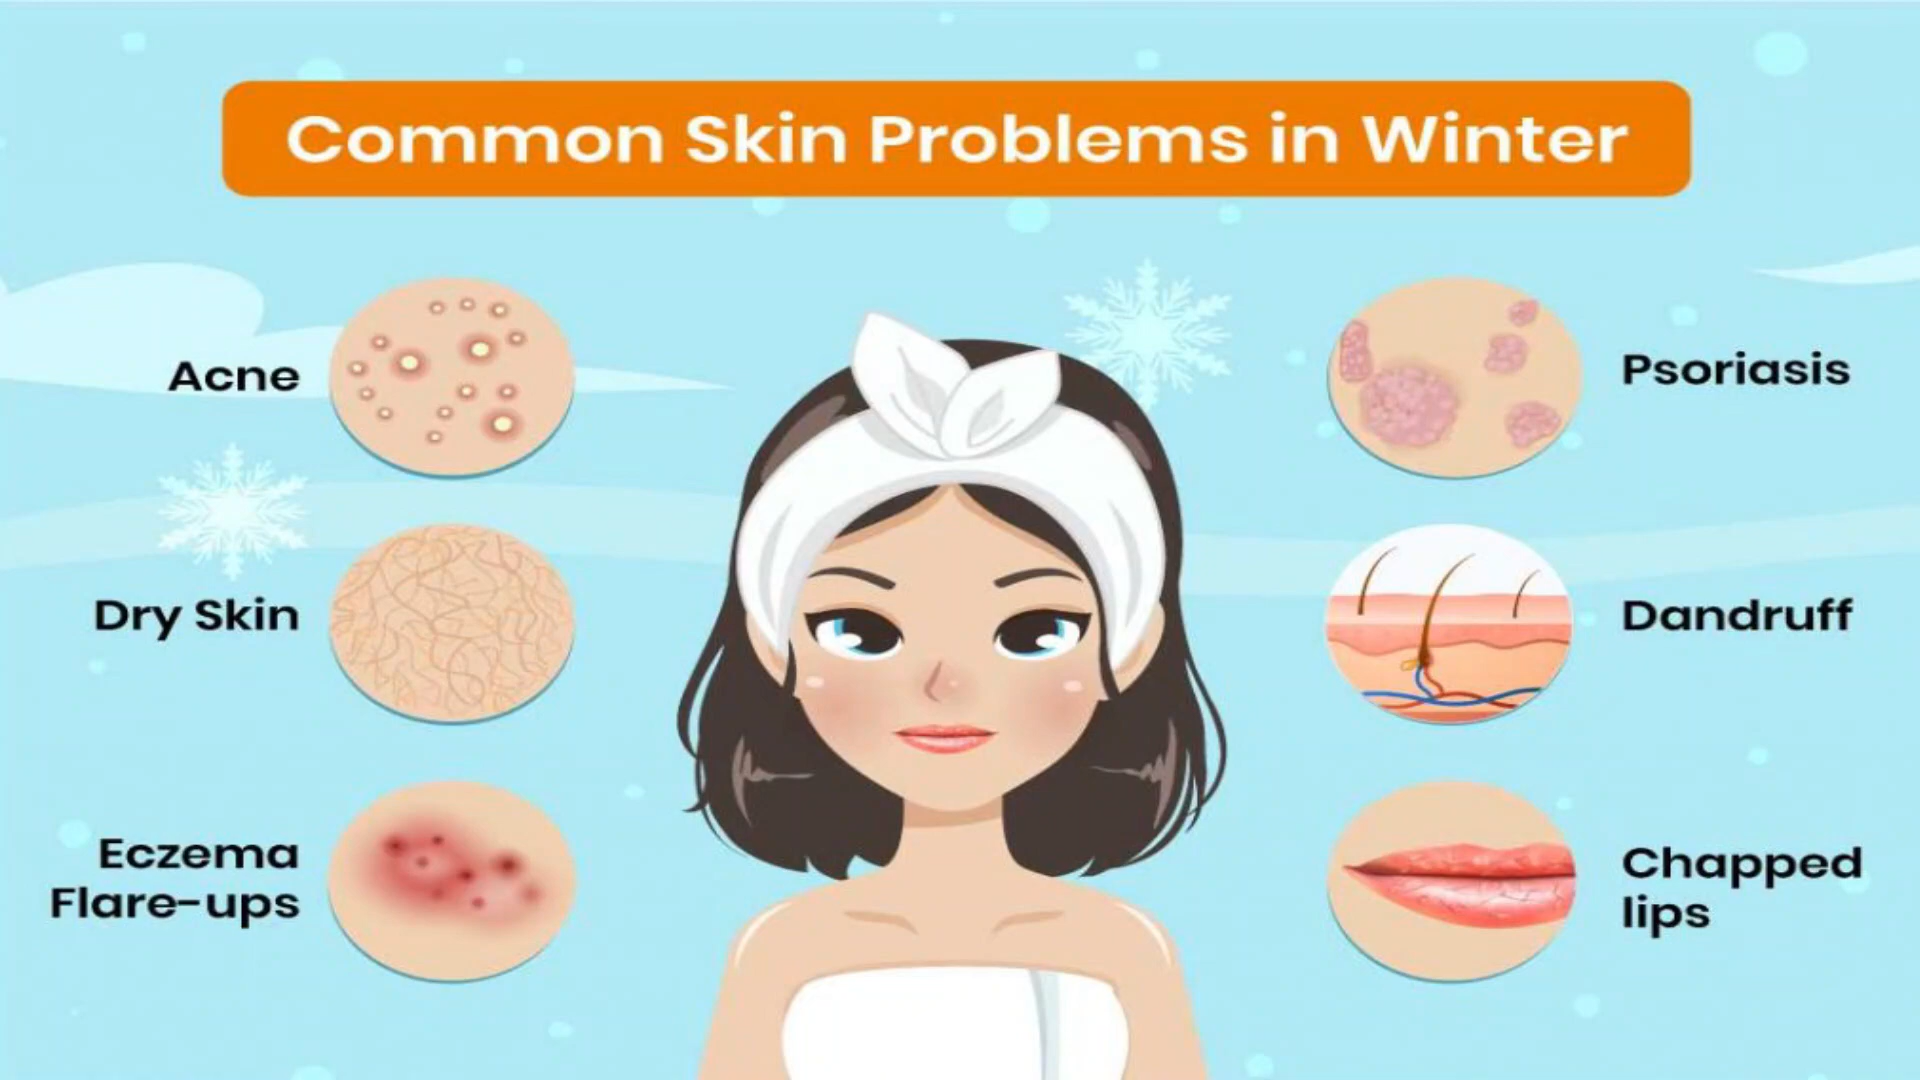 Common Skin Problems in Winter
Acne
Dry Skin
Eczema
Flare-ups
Psoriasis
Dandruff
Chapped
lips